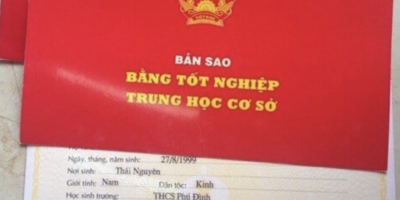 BẢN SAO
BẰNG TỐT NGHIỆP
TRUNG HỌC CƠ SỞ
Ngày, tháng, năm sinh: 27/8/1999
Nơi sinh: Thái Nguyên
Giới tính: Nam Dân tộc: Kinh
Học sinh trường: THCS Phú Đình